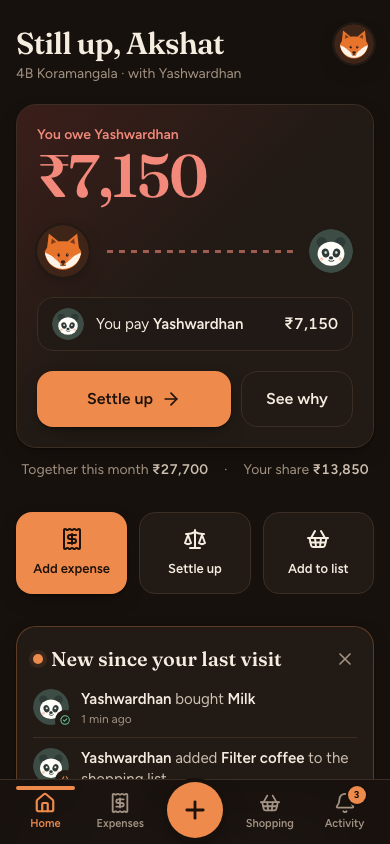 Still up, Akshat
4B Koramangala · with Yashwardhan
You owe Yashwardhan
₹7,150
You pay Yashwardhan ₹7,150
Settle up →
See why
Together this month ₹27,700 · Your share ₹13,850
Add expense
Settle up
Add to list
New since your last visit
Yashwardhan bought Milk
1 min ago
Yashwardhan added Filter coffee to the
shopping list
Home
Expenses
Shopping
3
Activity